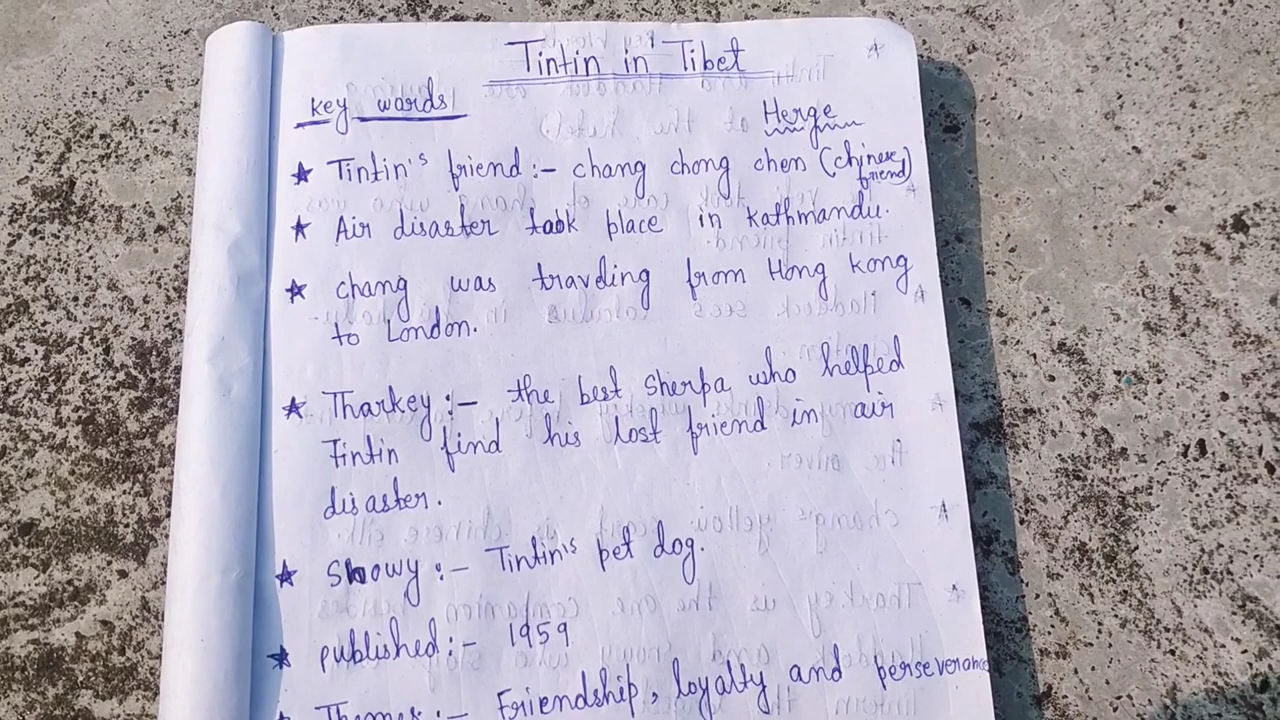 Tintin in Tibet
key words
Herge
★ Tintin's friend :- chang chong chen (chinese friend)
★ Air disaster took place in Kathmandu.
★ chang was traveling from Hong Kong
to London.
★ Tharkey :- the best Sherpa who helped
Tintin find his lost friend in air
disaster.
★ Snowy :- Tintin's pet dog.
★ published :- 1959
★ Themes :- Friendship, loyalty and perseverance